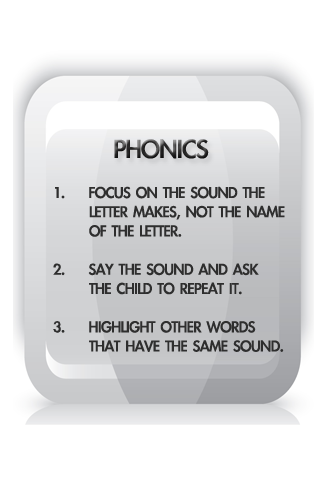 PHONICS
1. FOCUS ON THE SOUND THE
LETTER MAKES, NOT THE NAME
OF THE LETTER.
2. SAY THE SOUND AND ASK
THE CHILD TO REPEAT IT.
3. HIGHLIGHT OTHER WORDS
THAT HAVE THE SAME SOUND.